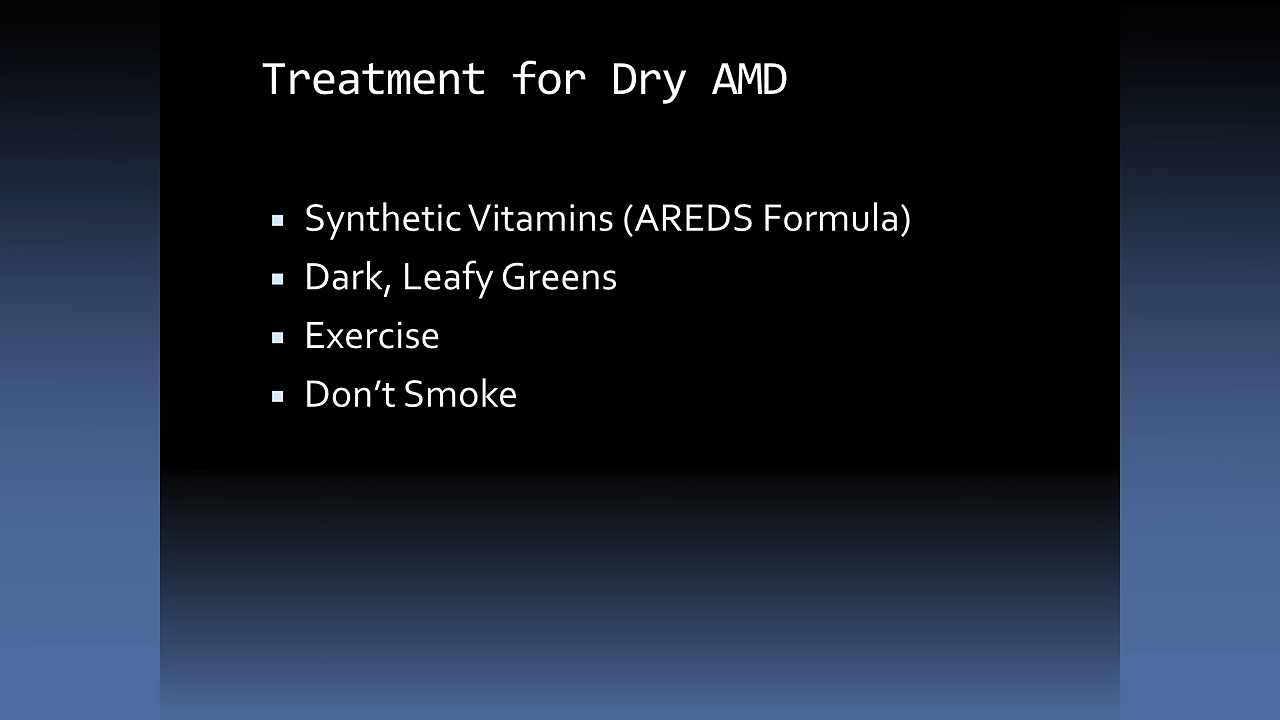 Treatment for Dry AMD
Synthetic Vitamins (AREDS Formula)
Dark, Leafy Greens
Exercise
Don’t Smoke